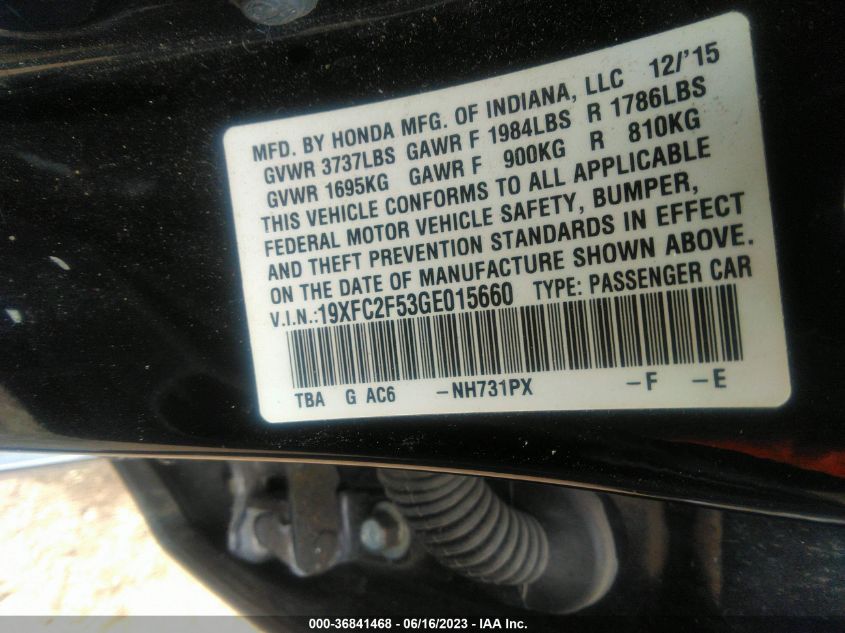 MFD. BY HONDA MFG. OF INDIANA, LLC 12/'15
GVWR 3737LBS GAWR F 1984LBS R 1786LBS
GVWR 1695KG GAWR F 900KG R 810KG
THIS VEHICLE CONFORMS TO ALL APPLICABLE
FEDERAL MOTOR VEHICLE SAFETY, BUMPER,
AND THEFT PREVENTION STANDARDS IN EFFECT
ON THE DATE OF MANUFACTURE SHOWN ABOVE.
V.I.N.:19XFC2F53GE015660 TYPE: PASSENGER CAR
TBA G AC6 –NH731PX –F –E
000-36841468 - 06/16/2023 - IAA Inc.